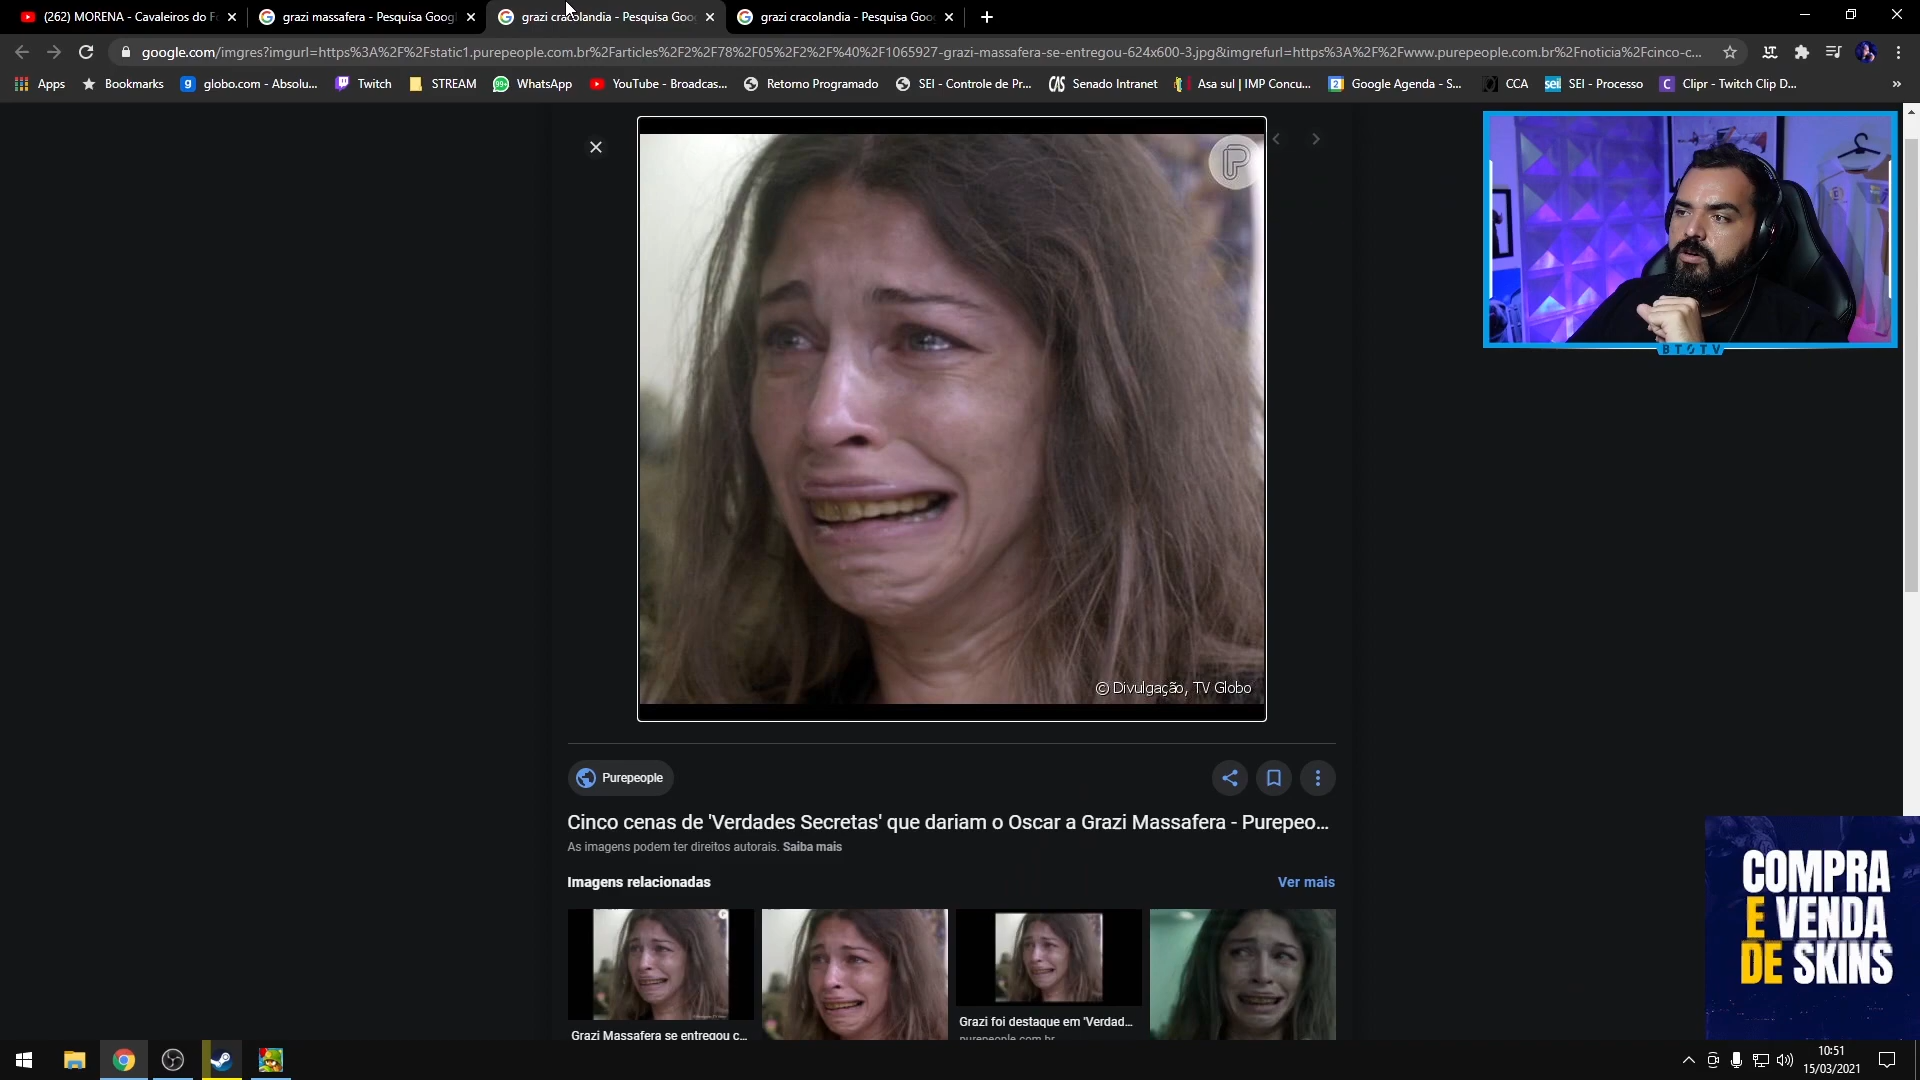 (262) MORENA - Cavaleiros do Fo
grazi massafera - Pesquisa Googl
grazi cracolandia - Pesquisa Goo
grazi cracolandia - Pesquisa Goo
google.com/imgres?imgurl=https%3A%2F%2Fstatic1.purepeople.com.br%2Farticles%2F2%2F78%2F05%2F2%2F%40%2F1065927-grazi-massafera-se-entregou-624x600-3.jpg&imgrefurl=https%3A%2F%2Fwww.purepeople.com.br%2Fnoticia%2Fcinco-c...
Apps
Bookmarks
globo.com - Absolu...
Twitch
STREAM
WhatsApp
YouTube - Broadcas...
Retorno Programado
SEI - Controle de Pr...
Senado Intranet
Asa sul | IMP Concu...
Google Agenda - S...
CCA
SEI - Processo
Clipr - Twitch Clip D...
BTOTV
© Divulgação, TV Globo
Purepeople
Cinco cenas de 'Verdades Secretas' que dariam o Oscar a Grazi Massafera - Purepeo...
As imagens podem ter direitos autorais. Saiba mais
Imagens relacionadas
Ver mais
Grazi Massafera se entregou c...
Grazi foi destaque em 'Verdad...
purepeople.com.br
COMPRA
E VENDA
DE SKINS
10:51
15/03/2021